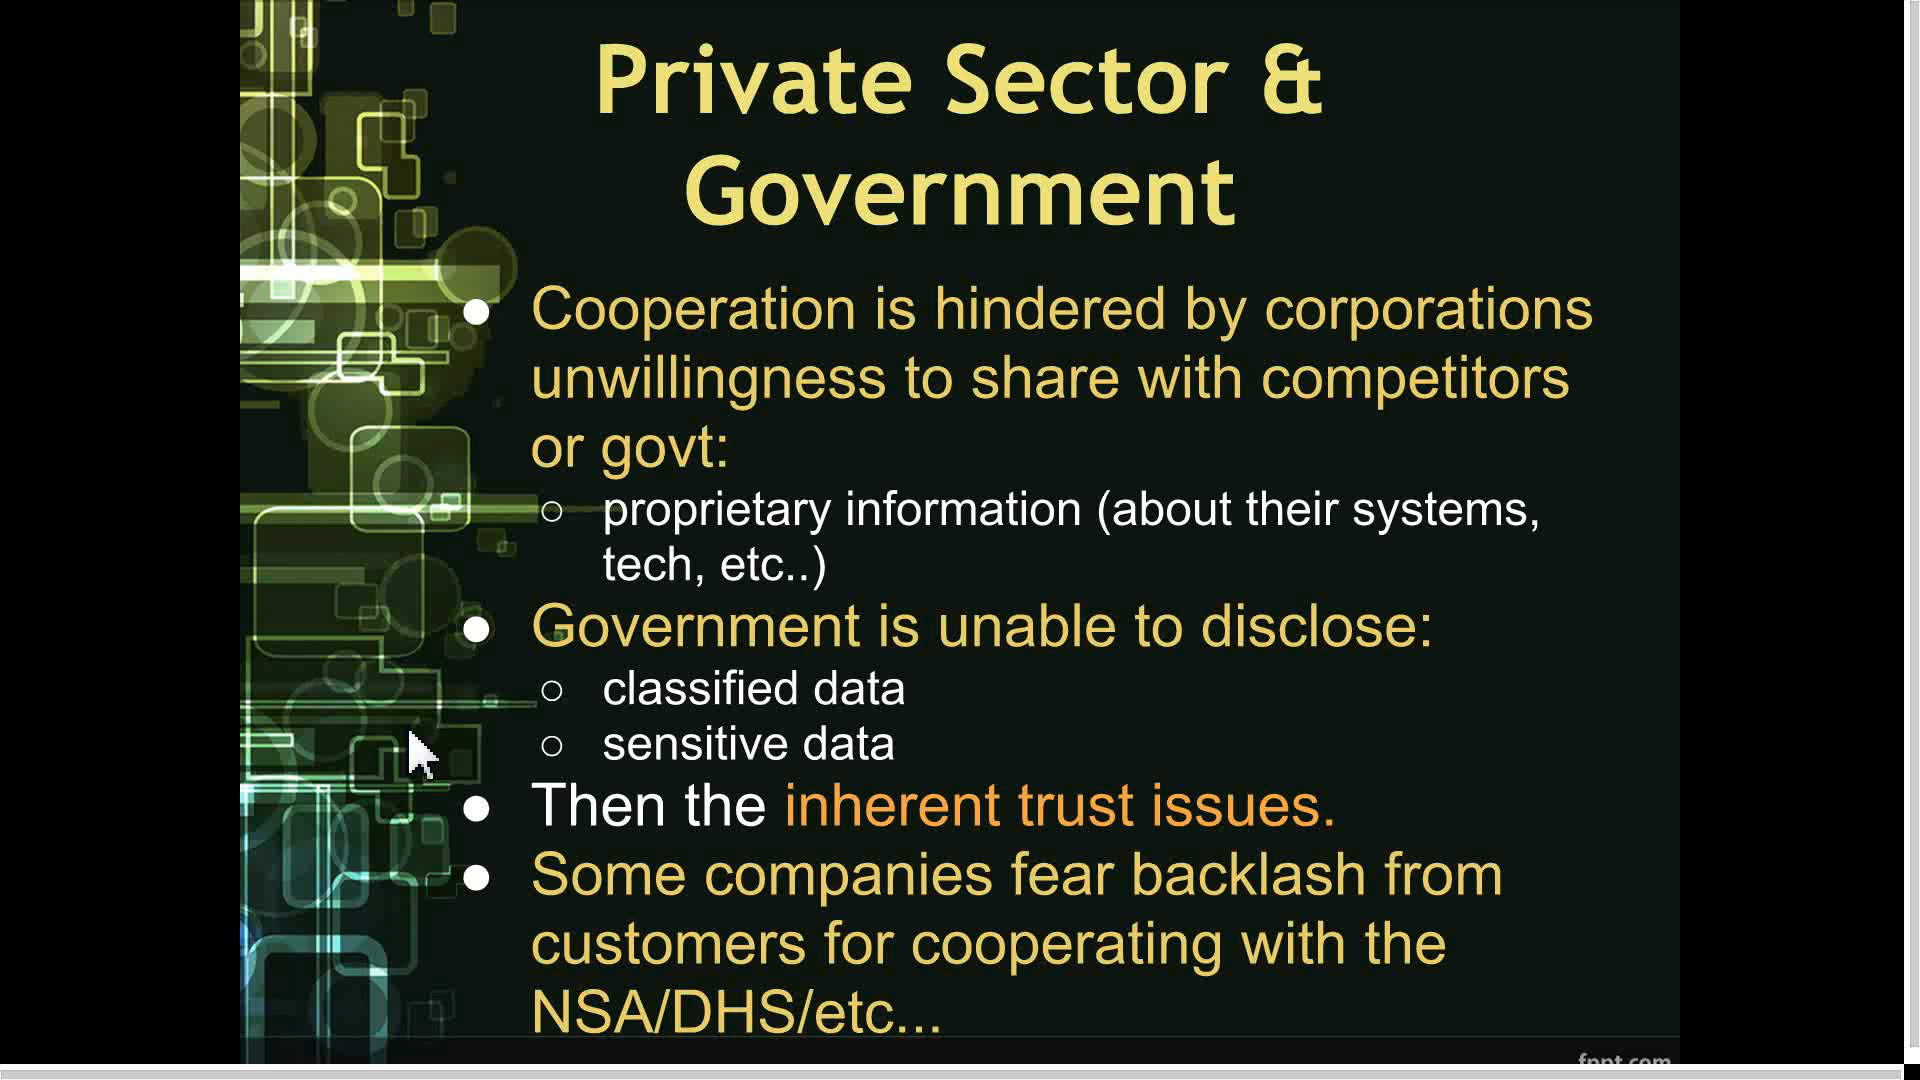 Private Sector &
Government
● Cooperation is hindered by corporations
unwillingness to share with competitors
or govt:
○ proprietary information (about their systems,
tech, etc..)
● Government is unable to disclose:
○ classified data
○ sensitive data
● Then the inherent trust issues.
● Some companies fear backlash from
customers for cooperating with the
NSA/DHS/etc...
fppt.com